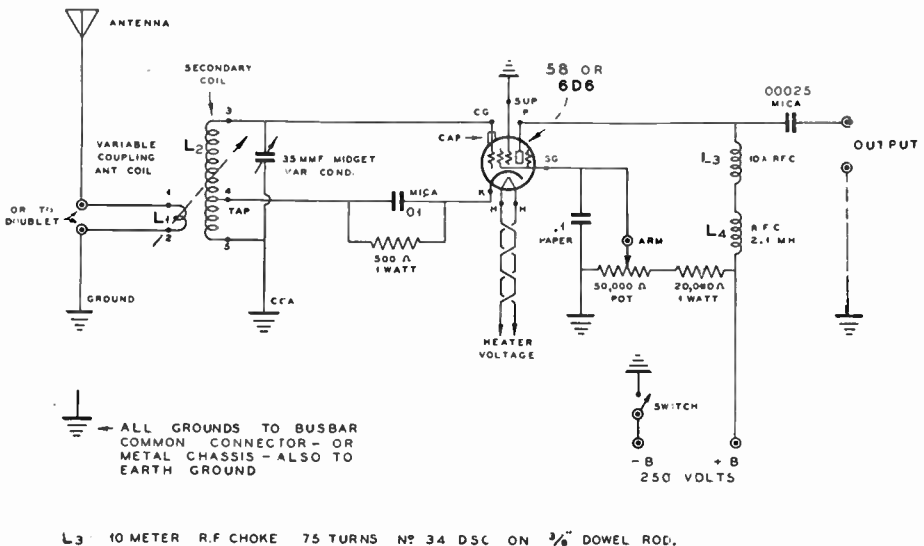 ANTENNA
SECONDARY
COIL
3
L2
VARIABLE
COUPLING
ANT COIL
35 MMF MIDGET
VAR COND.
1
OR TO
DOUBLET
L1
2
4
TAP
5
GROUND
MICA
01
500 Ω
1 WATT
58 OR
6D6
SUP
CG
P
CAP
SG
K
H
H
HEATER
VOLTAGE
.1
PAPER
ARM
50,000 Ω
POT
20,000 Ω
1 WATT
00025
MICA
L3
RFC
L4
RFC
2.1 MH
OUTPUT
SWITCH
- B
+ B
250 VOLTS
← ALL GROUNDS TO BUSBAR
COMMON CONNECTOR - OR
METAL CHASSIS - ALSO TO
EARTH GROUND
L3 10 METER R.F CHOKE 75 TURNS Nº 34 DSC ON 3/8" DOWEL ROD.